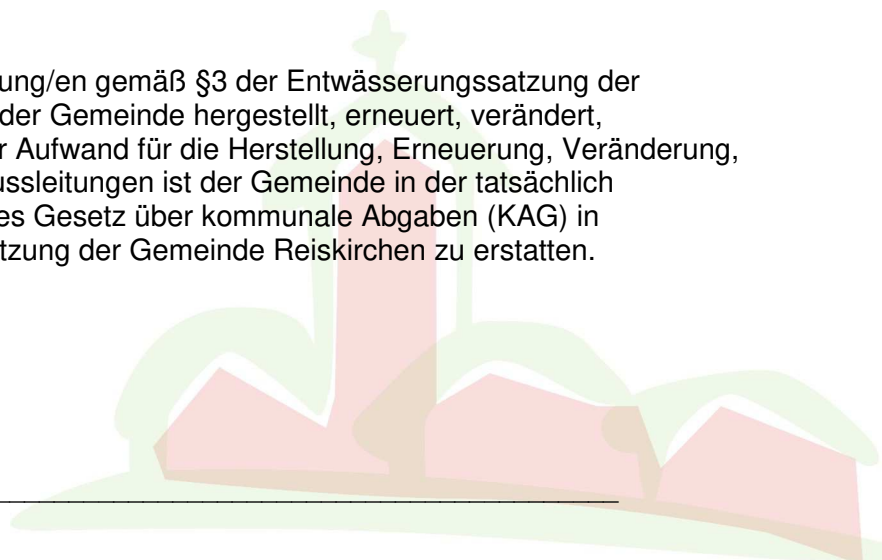 ung/en gemäß §3 der Entwässerungssatzung der
der Gemeinde hergestellt, erneuert, verändert,
r Aufwand für die Herstellung, Erneuerung, Veränderung,
ussleitungen ist der Gemeinde in der tatsächlich
es Gesetz über kommunale Abgaben (KAG) in
tzung der Gemeinde Reiskirchen zu erstatten.